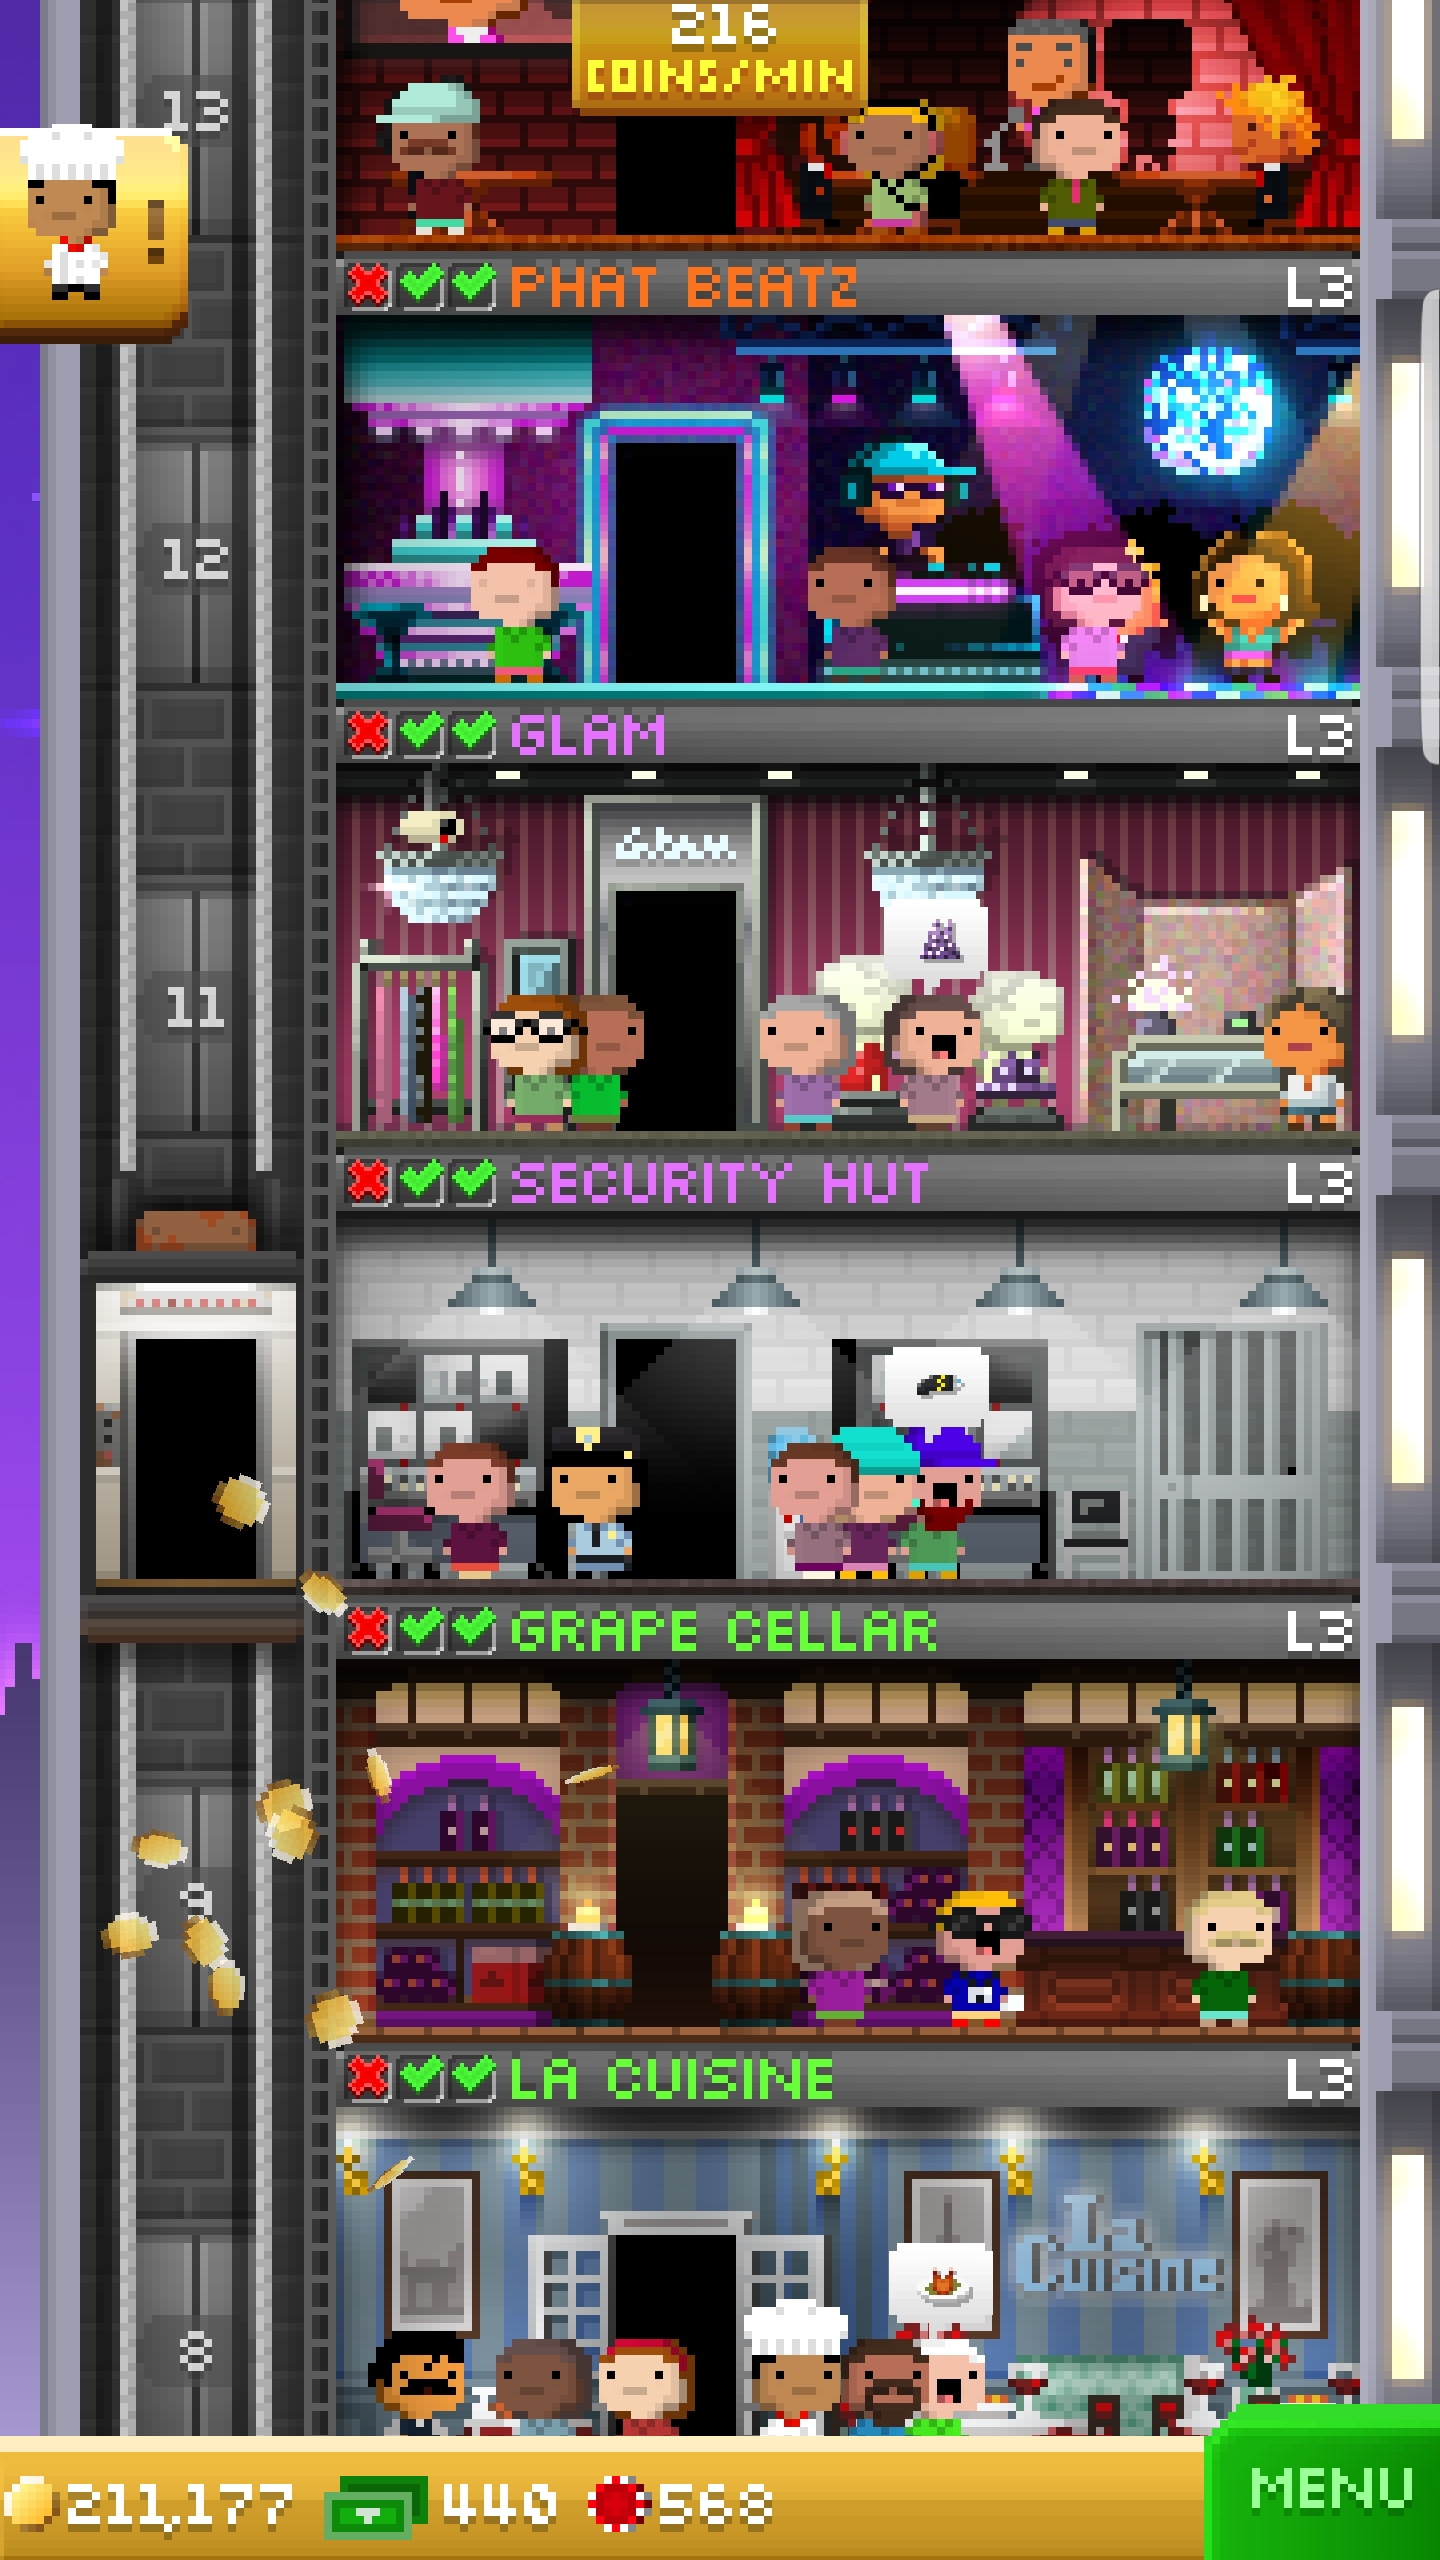 216
COINS/MIN
13
!
PHAT BEATZ L3
12
GLAM L3
Glam
11
SECURITY HUT L3
GRAPE CELLAR L3
9
LA CUISINE L3
La
Cuisine
8
211,177 440 568
MENU